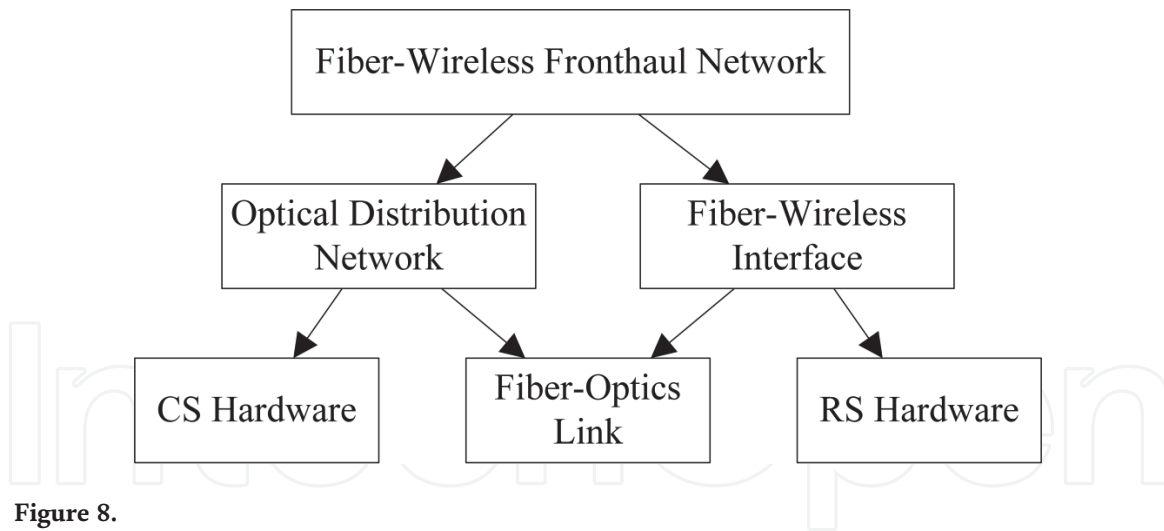 Fiber-Wireless Fronthaul Network
Optical Distribution
Network
Fiber-Wireless
Interface
CS Hardware
Fiber-Optics
Link
RS Hardware
IntechOpen
Figure 8.